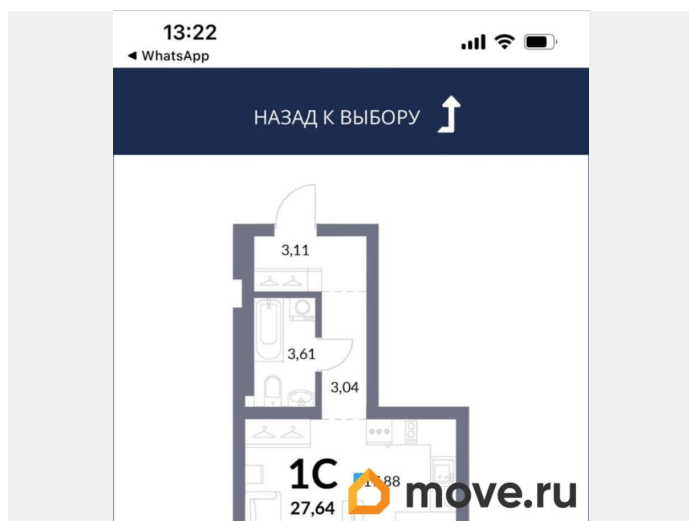 13:22
◀ WhatsApp
НАЗАД К ВЫБОРУ
3,11
3,61
3,04
1С
27,64
move.ru